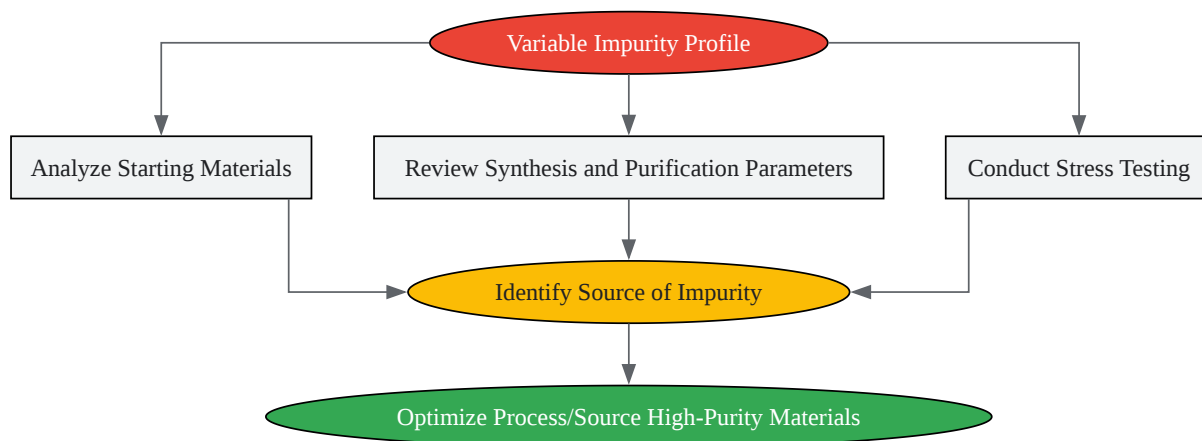 Variable Impurity Profile
Analyze Starting Materials
Review Synthesis and Purification Parameters
Conduct Stress Testing
Identify Source of Impurity
Optimize Process/Source High-Purity Materials